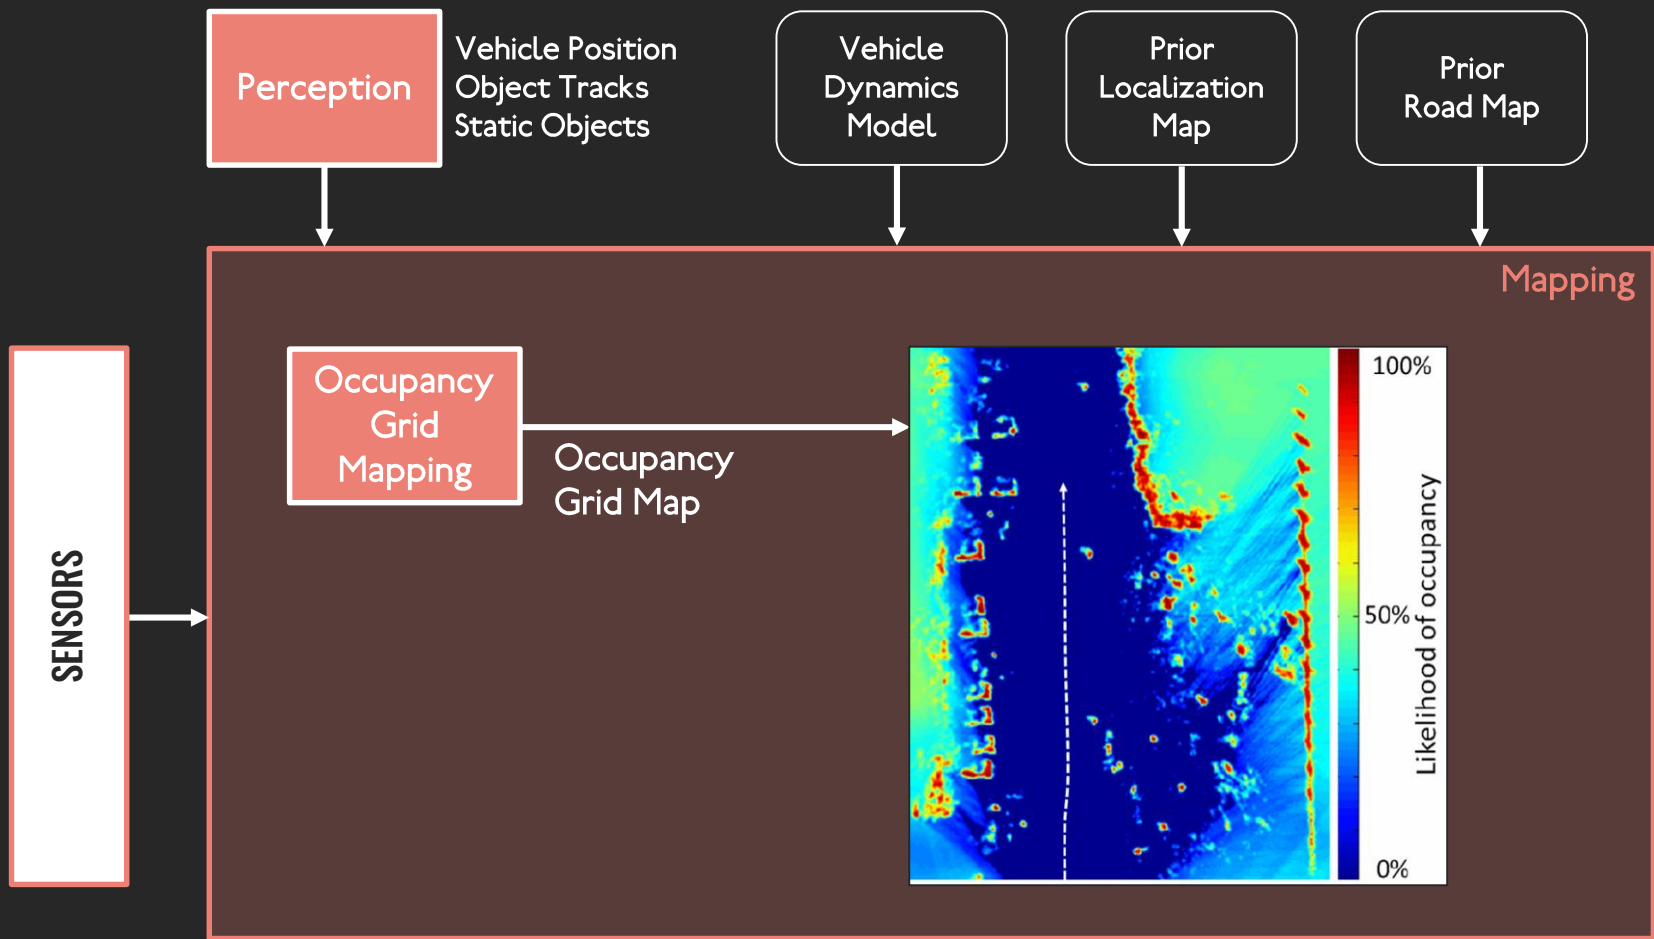 Perception
Vehicle Position
Object Tracks
Static Objects
Vehicle
Dynamics
Model
Prior
Localization
Map
Prior
Road Map
Mapping
SENSORS
Occupancy
Grid
Mapping
Occupancy
Grid Map
100%
50%
0%
Likelihood of occupancy